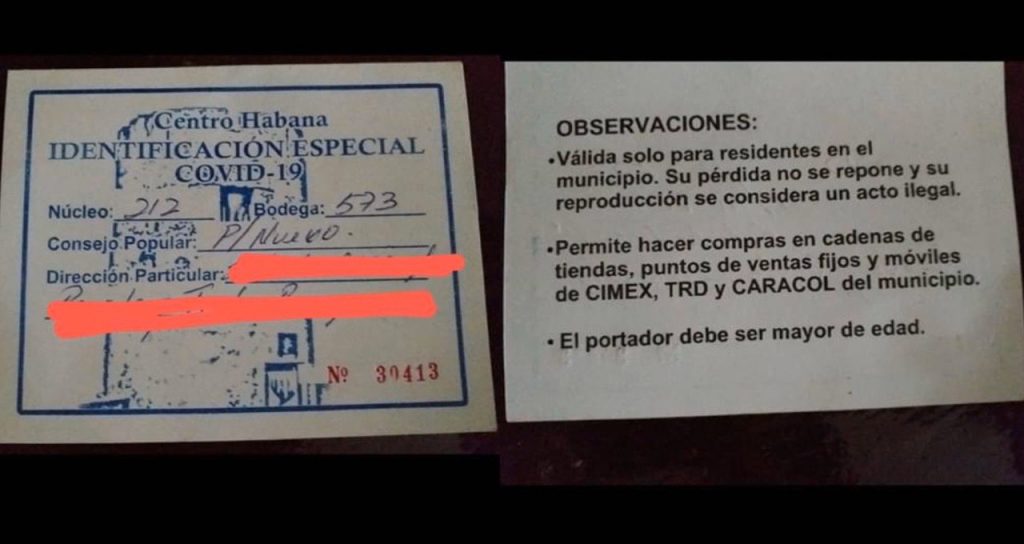 Centro Habana
IDENTIFICACIÓN ESPECIAL
COVID-19
Núcleo: 212 Bodega: 573
Consejo Popular: P/ Nuevo.
Dirección Particular:
Nº 30413
OBSERVACIONES:
•Válida solo para residentes en el
municipio. Su pérdida no se repone y su
reproducción se considera un acto ilegal.
•Permite hacer compras en cadenas de
tiendas, puntos de ventas fijos y móviles
de CIMEX, TRD y CARACOL del municipio.
• El portador debe ser mayor de edad.